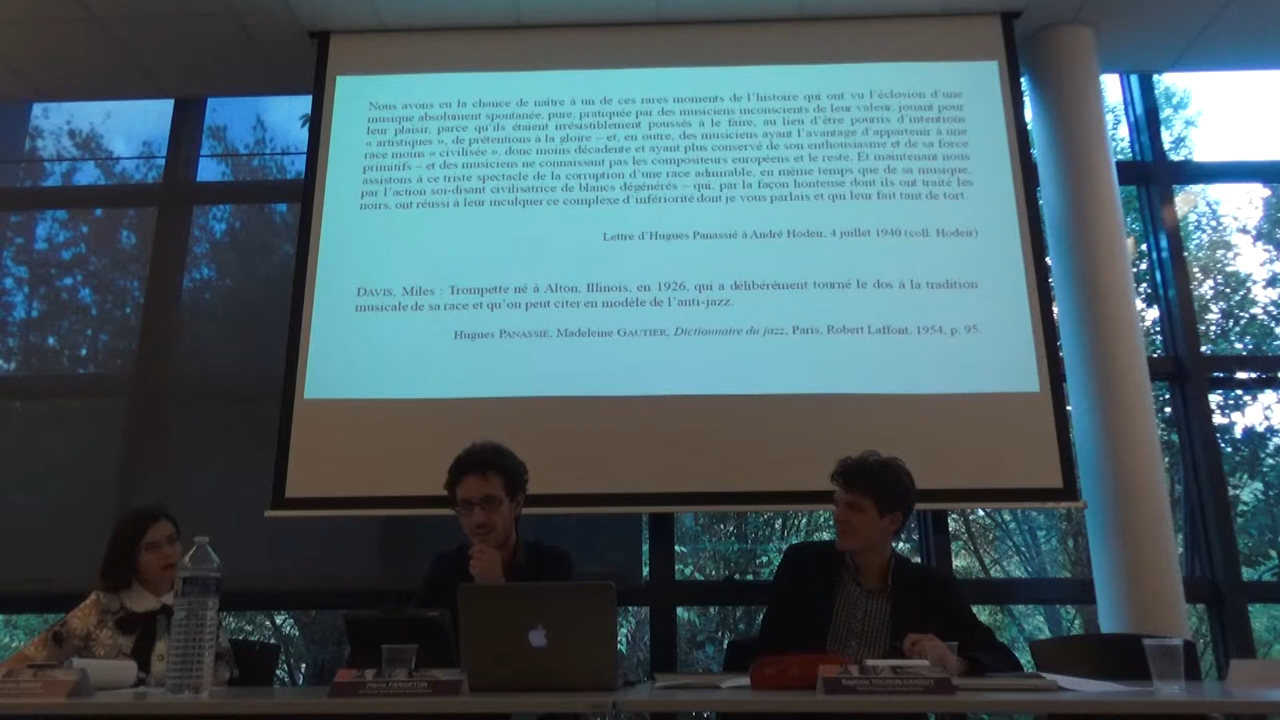 Nous avons eu la chance de naître à un de ces rares moments de l'histoire qui ont vu l'éclosion d'une
musique absolument spontanée, pure, pratiquée par des musiciens inconscients de leur valeur, jouant pour
leur plaisir, parce qu'ils étaient irrésistiblement poussés à le faire, au lieu d'être pourris d'intentions
« artistiques », de prétentions à la gloire – et, en outre, des musiciens ayant l'avantage d'appartenir à une
race moins « civilisée », donc moins décadente et ayant plus conservé de son enthousiasme et de sa force
primitifs – et des musiciens ne connaissant pas les compositeurs européens et le reste. Et maintenant nous
assistons à ce triste spectacle de la corruption d'une race admirable, en même temps que de sa musique,
par l'action soi-disant civilisatrice de blancs dégénérés – qui, par la façon honteuse dont ils ont traité les
noirs, ont réussi à leur inculquer ce complexe d'infériorité dont je vous parlais et qui leur fait tant de tort.
Lettre d'Hugues Panassié à André Hodeir, 4 juillet 1940 (coll. Hodeir)
DAVIS, Miles : Trompette né à Alton, Illinois, en 1926, qui a délibérément tourné le dos à la tradition
musicale de sa race et qu'on peut citer en modèle de l'anti-jazz.
Hugues PANASSIE, Madeleine GAUTIER, Dictionnaire du jazz, Paris, Robert Laffont, 1954, p. 95.
Pierre FARGETON
Baptiste